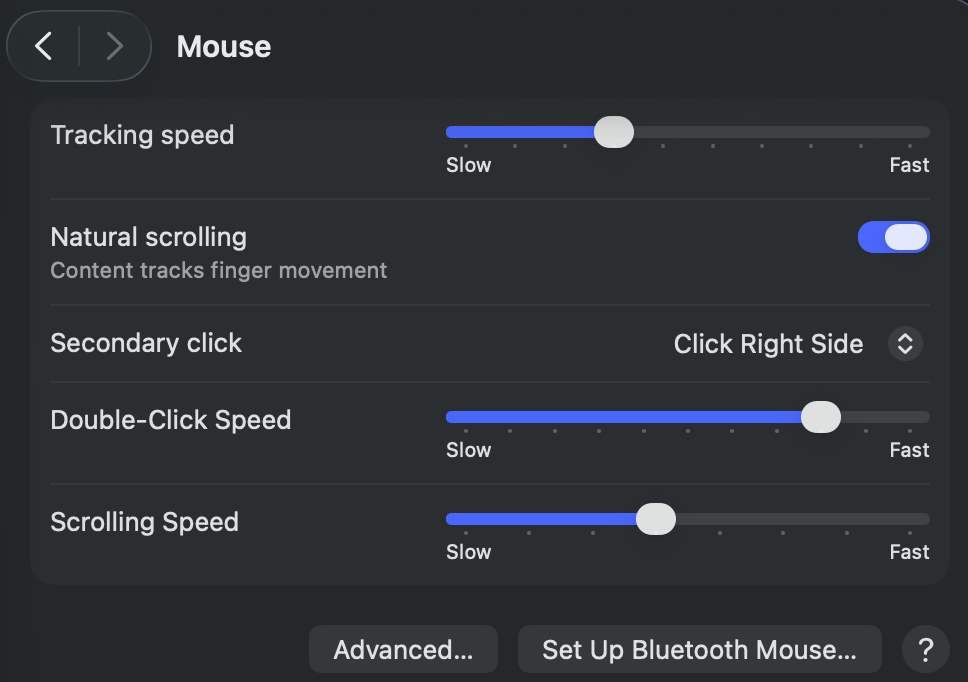 Mouse
Tracking speed
Slow Fast
Natural scrolling
Content tracks finger movement
Secondary click Click Right Side
Double-Click Speed
Slow Fast
Scrolling Speed
Slow Fast
Advanced... Set Up Bluetooth Mouse... ?